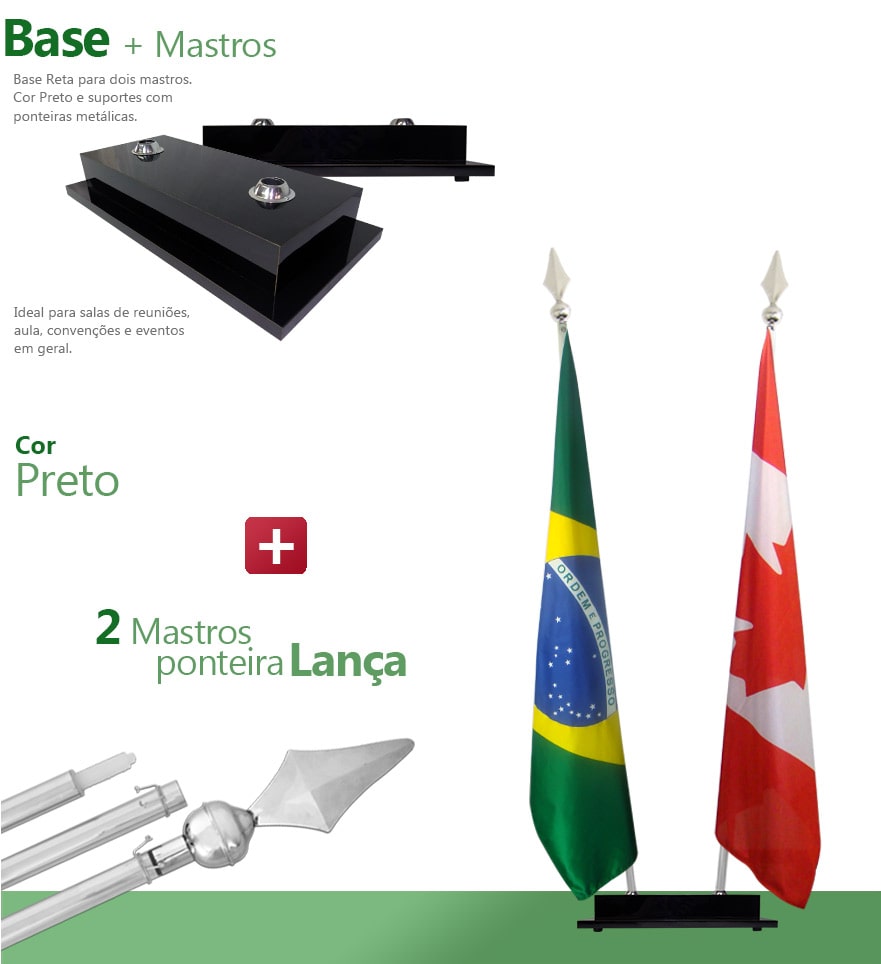 Base + Mastros
Base Reta para dois mastros.
Cor Preto e suportes com
ponteiras metálicas.
Ideal para salas de reuniões,
aula, convenções e eventos
em geral.
Cor
Preto
2 Mastros
ponteira Lança
ORDEM E PROGRESSO